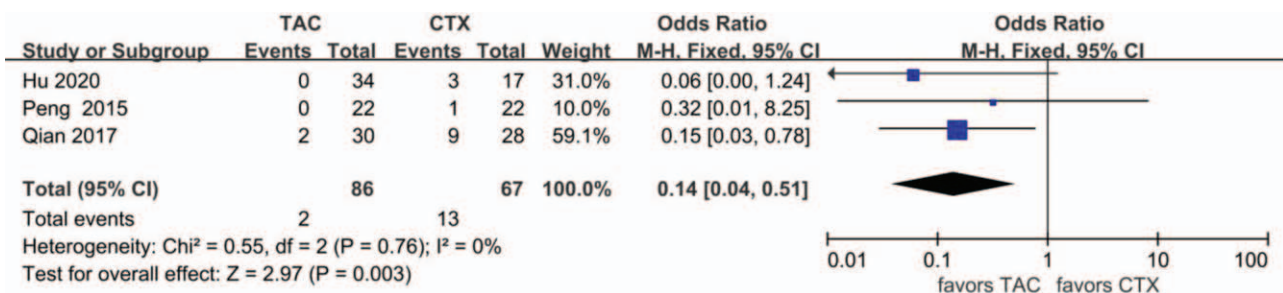 TAC CTX Odds Ratio Odds Ratio
Study or Subgroup Events Total Events Total Weight M-H, Fixed, 95% CI M-H, Fixed, 95% CI
Hu 2020 0 34 3 17 31.0% 0.06 [0.00, 1.24]
Peng 2015 0 22 1 22 10.0% 0.32 [0.01, 8.25]
Qian 2017 2 30 9 28 59.1% 0.15 [0.03, 0.78]
Total (95% CI) 86 67 100.0% 0.14 [0.04, 0.51]
Total events 2 13
Heterogeneity: Chi² = 0.55, df = 2 (P = 0.76); I² = 0%
Test for overall effect: Z = 2.97 (P = 0.003)
0.01 0.1 1 10 100
favors TAC favors CTX